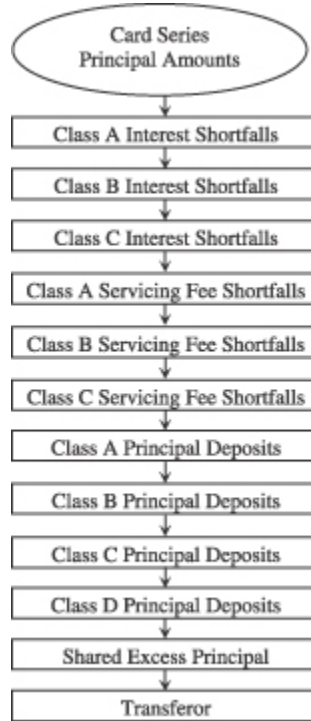 Card Series
Principal Amounts
Class A Interest Shortfalls
Class B Interest Shortfalls
Class C Interest Shortfalls
Class A Servicing Fee Shortfalls
Class B Servicing Fee Shortfalls
Class C Servicing Fee Shortfalls
Class A Principal Deposits
Class B Principal Deposits
Class C Principal Deposits
Class D Principal Deposits
Shared Excess Principal
Transferor